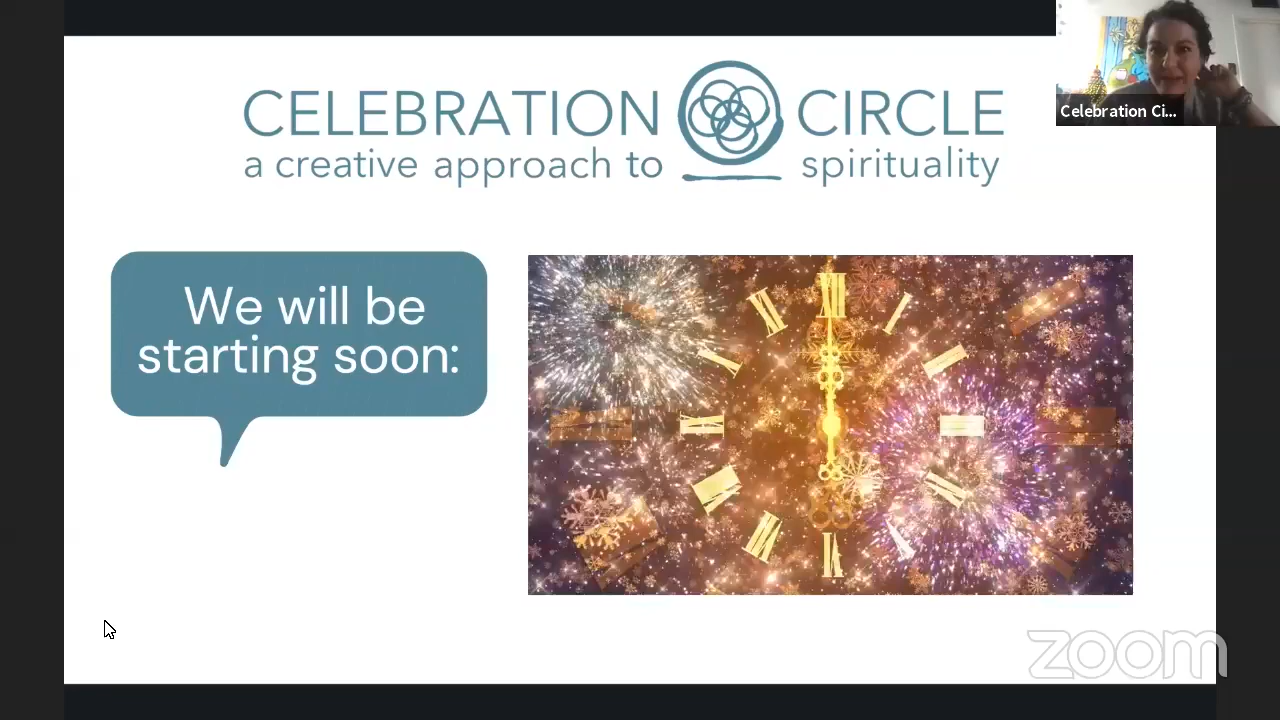 CELEBRATION CIRCLE
a creative approach to spirituality
Celebration Ci...
We will be
starting soon:
zoom